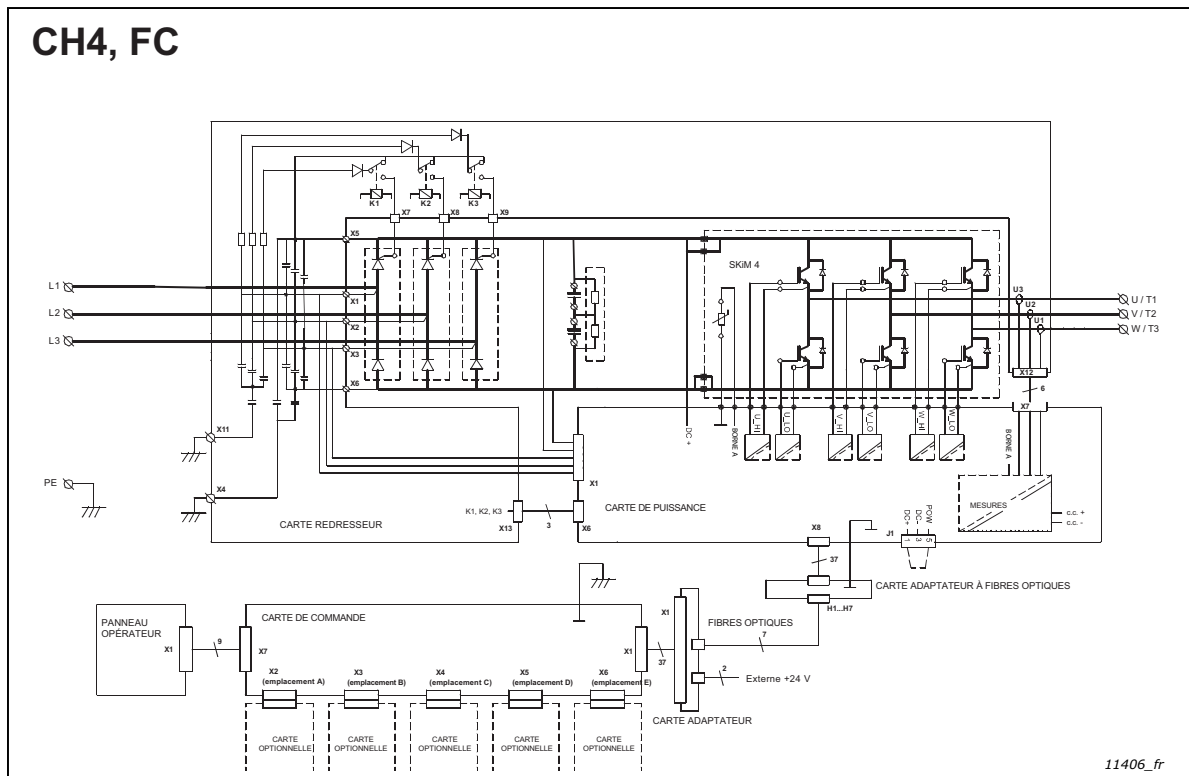 CH4, FC
K1
K2
K3
X7
X8
X9
X5
SKiM 4
L1
X1
U3
U / T1
L2
X2
U2
V / T2
U1
L3
X3
W / T3
X6
X12
6
X7
X11
DC +
BORNE A
U_HI
U_LO
V_HI
V_LO
W_HI
W_LO
BORNE A
X1
PE
X4
MESURES
c.c. +
c.c. -
CARTE REDRESSEUR
K1, K2, K3
X13
3
X6
CARTE DE PUISSANCE
X8
J1
DC+
DC-
POW
1
3
5
37
CARTE ADAPTATEUR À FIBRES OPTIQUES
H1...H7
PANNEAU
OPÉRATEUR
X1
9
X7
CARTE DE COMMANDE
X1
37
X1
FIBRES OPTIQUES
7
2
Externe +24 V
CARTE ADAPTATEUR
X2
(emplacement A)
X3
(emplacement B)
X4
(emplacement C)
X5
(emplacement D)
X6
(emplacement E)
CARTE
OPTIONNELLE
CARTE
OPTIONNELLE
CARTE
OPTIONNELLE
CARTE
OPTIONNELLE
CARTE
OPTIONNELLE
11406_fr